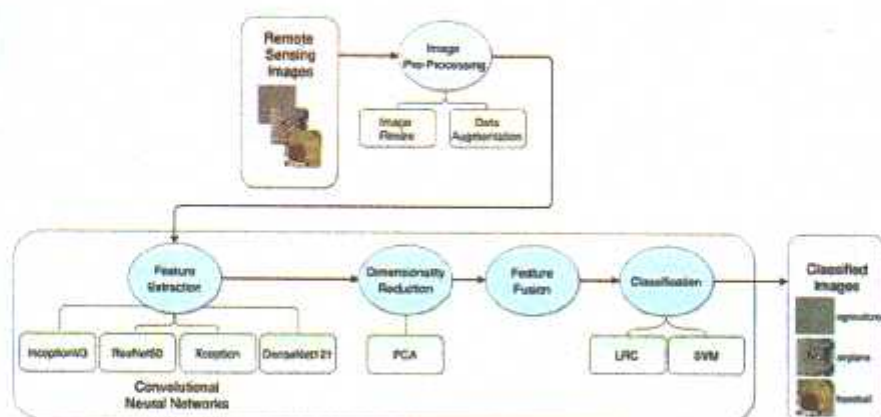 Remote
Sensing
Images
Image
Pre-Processing
Image
Resize
Data
Augmentation
Feature
Extraction
Dimensionality
Reduction
Feature
Fusion
Classification
Classified
Images
agriculture
airplane
baseball
InceptionV3
ResNet50
Xception
DenseNet121
PCA
LRC
SVM
Convolutional
Neural Networks